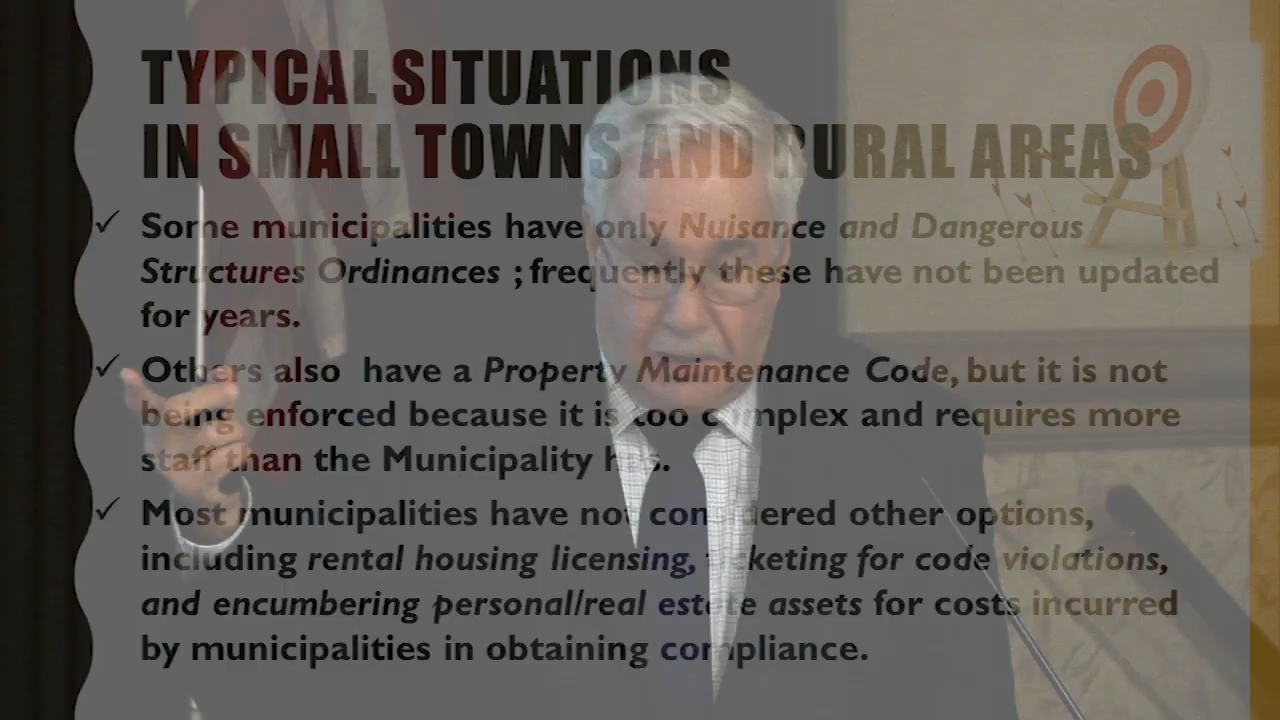 TYPICAL SITUATIONS
IN SMALL TOWNS AND RURAL AREAS
✓ Some municipalities have only Nuisance and Dangerous
Structures Ordinances ; frequently these have not been updated
for years.
✓ Others also have a Property Maintenance Code, but it is not
being enforced because it is too complex and requires more
staff than the Municipality has.
✓ Most municipalities have not considered other options,
including rental housing licensing, ticketing for code violations,
and encumbering personal/real estate assets for costs incurred
by municipalities in obtaining compliance.